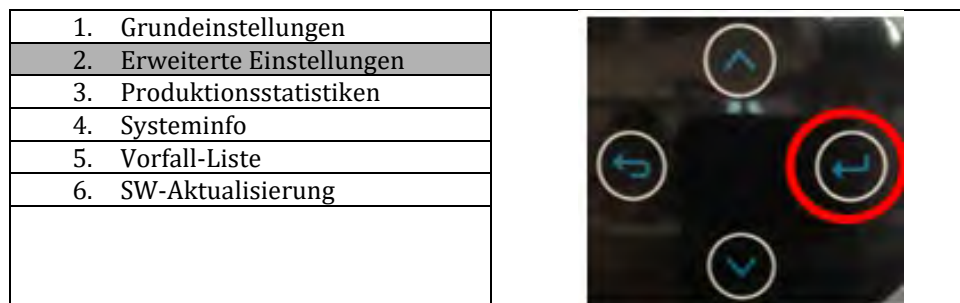 1. Grundeinstellungen
2. Erweiterte Einstellungen
3. Produktionsstatistiken
4. Systeminfo
5. Vorfall-Liste
6. SW-Aktualisierung